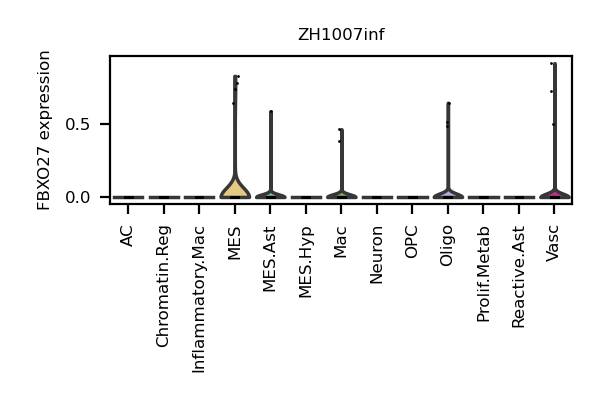 ZH1007inf
FBXO27 expression
0.5
0.0
AC
Chromatin.Reg
Inflammatory.Mac
MES
MES.Ast
MES.Hyp
Mac
Neuron
OPC
Oligo
Prolif.Metab
Reactive.Ast
Vasc